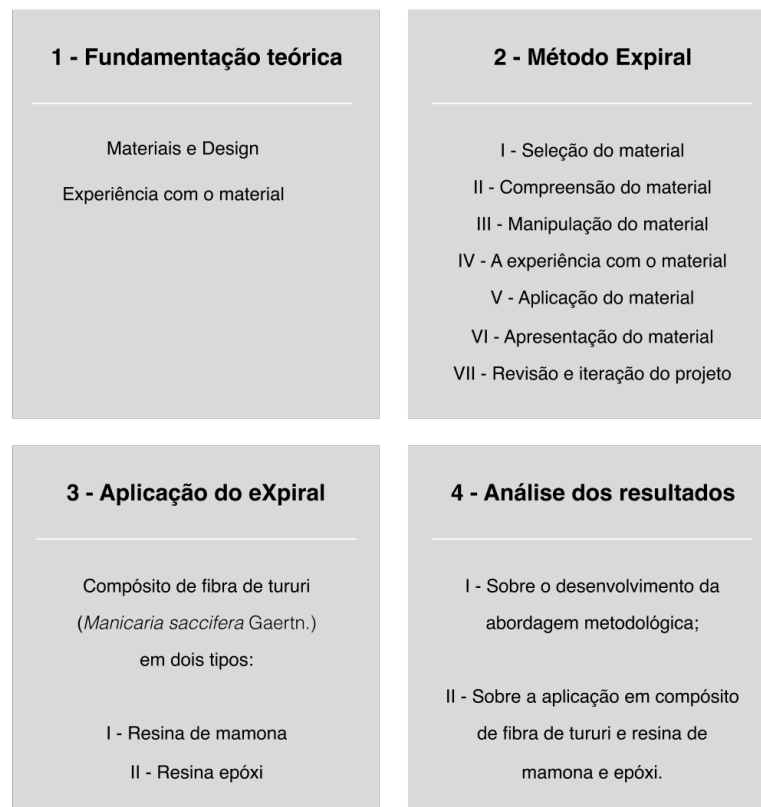 1 - Fundamentação teórica
Materiais e Design
Experiência com o material
2 - Método Expiral
I - Seleção do material
II - Compreensão do material
III - Manipulação do material
IV - A experiência com o material
V - Aplicação do material
VI - Apresentação do material
VII - Revisão e iteração do projeto
3 - Aplicação do eXpiral
Compósito de fibra de tururi
(Manicaria saccifera Gaertn.)
em dois tipos:
I - Resina de mamona
II - Resina epóxi
4 - Análise dos resultados
I - Sobre o desenvolvimento da
abordagem metodológica;
II - Sobre a aplicação em compósito
de fibra de tururi e resina de
mamona e epóxi.